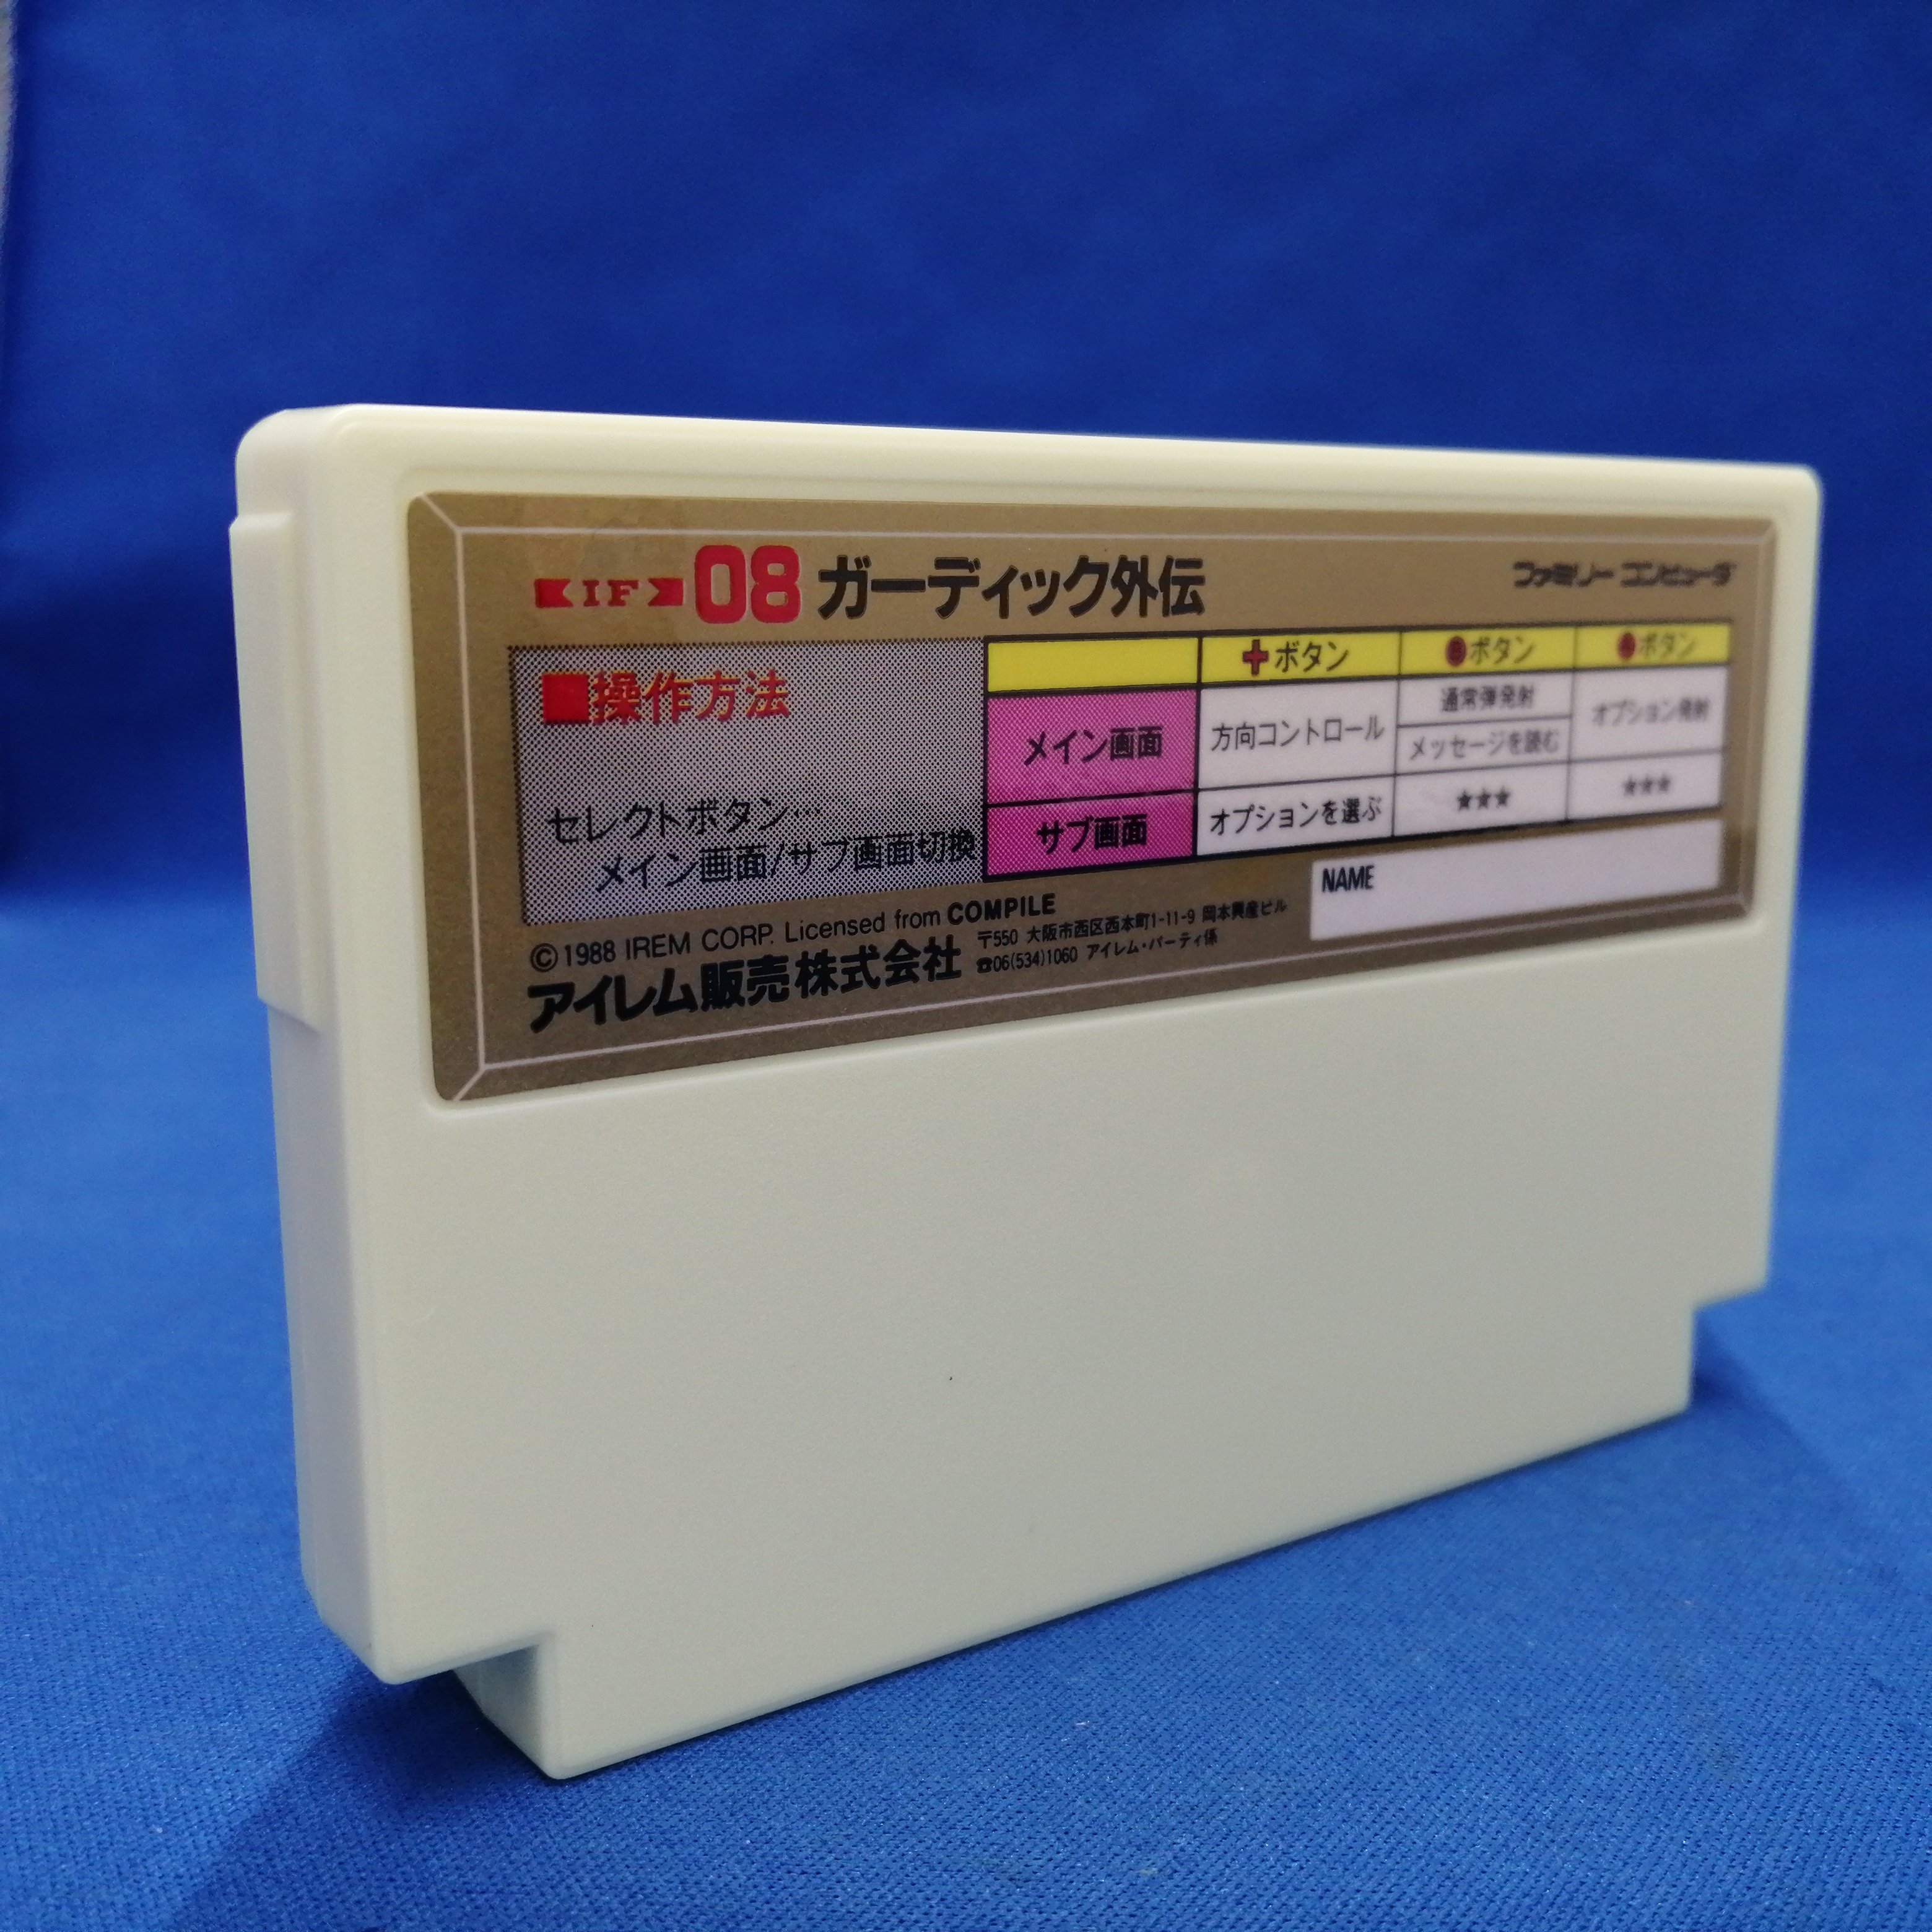 IF 08 ガーディック外伝
ファミリーコンピュータ
■操作方法
セレクトボタン…
メイン画面/サブ画面切換
✚ボタン Ⓑボタン Ⓐボタン
メイン画面 方向コントロール 通常弾発射 オプション発射
メッセージを読む
サブ画面 オプションを選ぶ ★★★ ★★★
NAME
©1988 IREM CORP. Licensed from COMPILE
アイレム販売株式会社
〒550 大阪市西区西本町1-11-9 岡本興産ビル
☎06(534)1060 アイレム・パーティ係